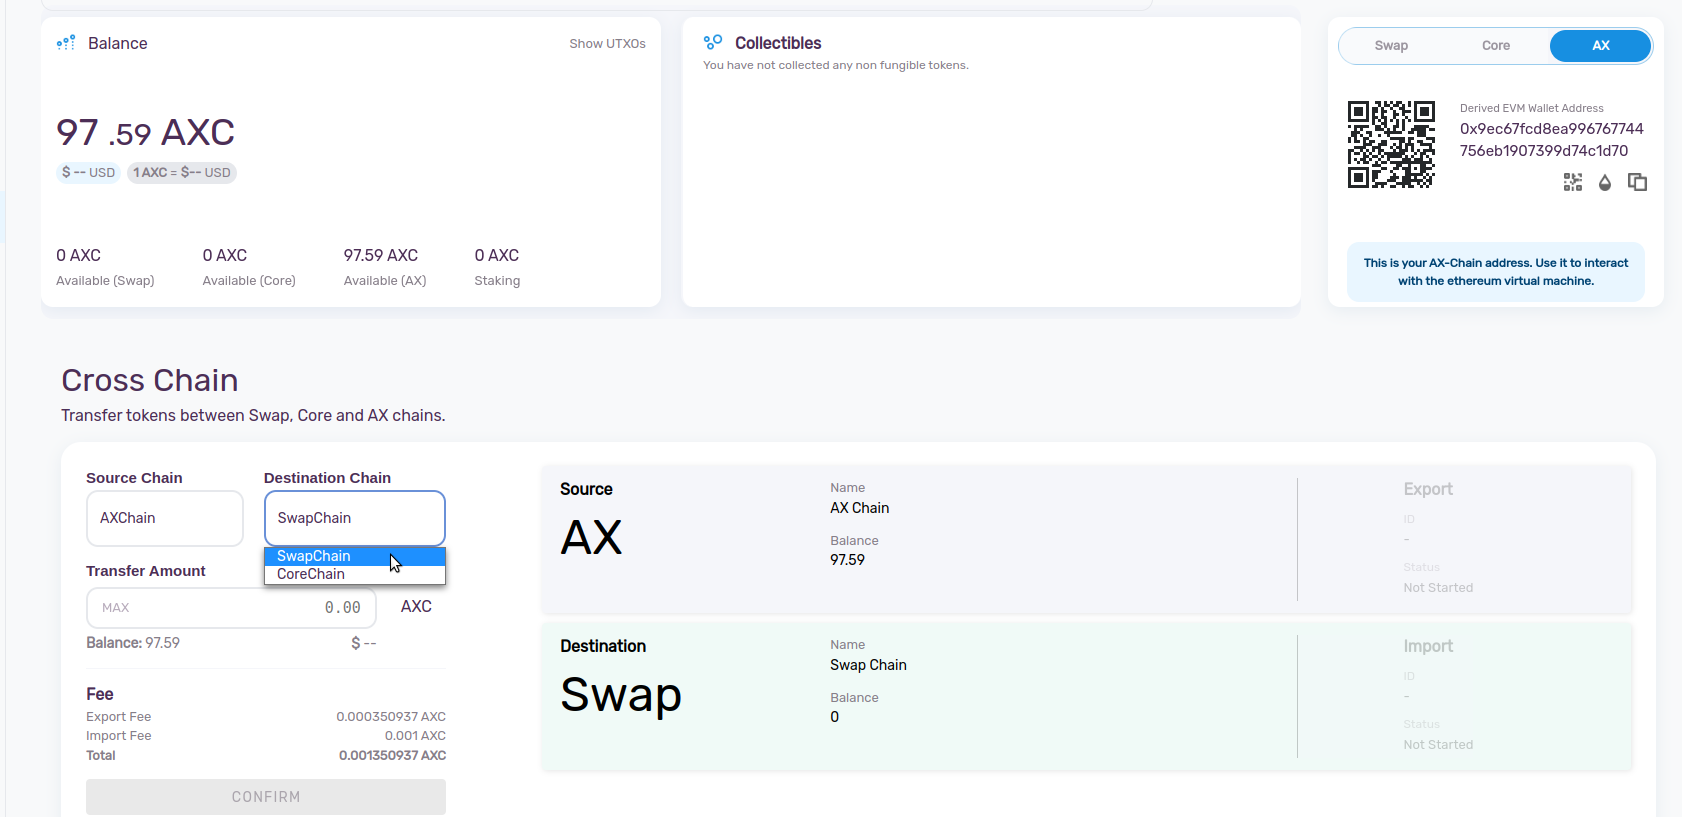 Balance
Show UTXOs
97 .59 AXC
$ -- USD
1 AXC = $-- USD
0 AXC
Available (Swap)
0 AXC
Available (Core)
97.59 AXC
Available (AX)
0 AXC
Staking
Collectibles
You have not collected any non fungible tokens.
Swap
Core
AX
Derived EVM Wallet Address
0x9ec67fcd8ea996767744
756eb1907399d74c1d70
This is your AX-Chain address. Use it to interact
with the ethereum virtual machine.
Cross Chain
Transfer tokens between Swap, Core and AX chains.
Source Chain
AXChain
Destination Chain
SwapChain
SwapChain
CoreChain
Transfer Amount
MAX
0.00
AXC
Balance: 97.59
$ --
Fee
Export Fee
0.000350937 AXC
Import Fee
0.001 AXC
Total
0.001350937 AXC
CONFIRM
Source
AX
Name
AX Chain
Balance
97.59
Export
ID
-
Status
Not Started
Destination
Swap
Name
Swap Chain
Balance
0
Import
ID
-
Status
Not Started